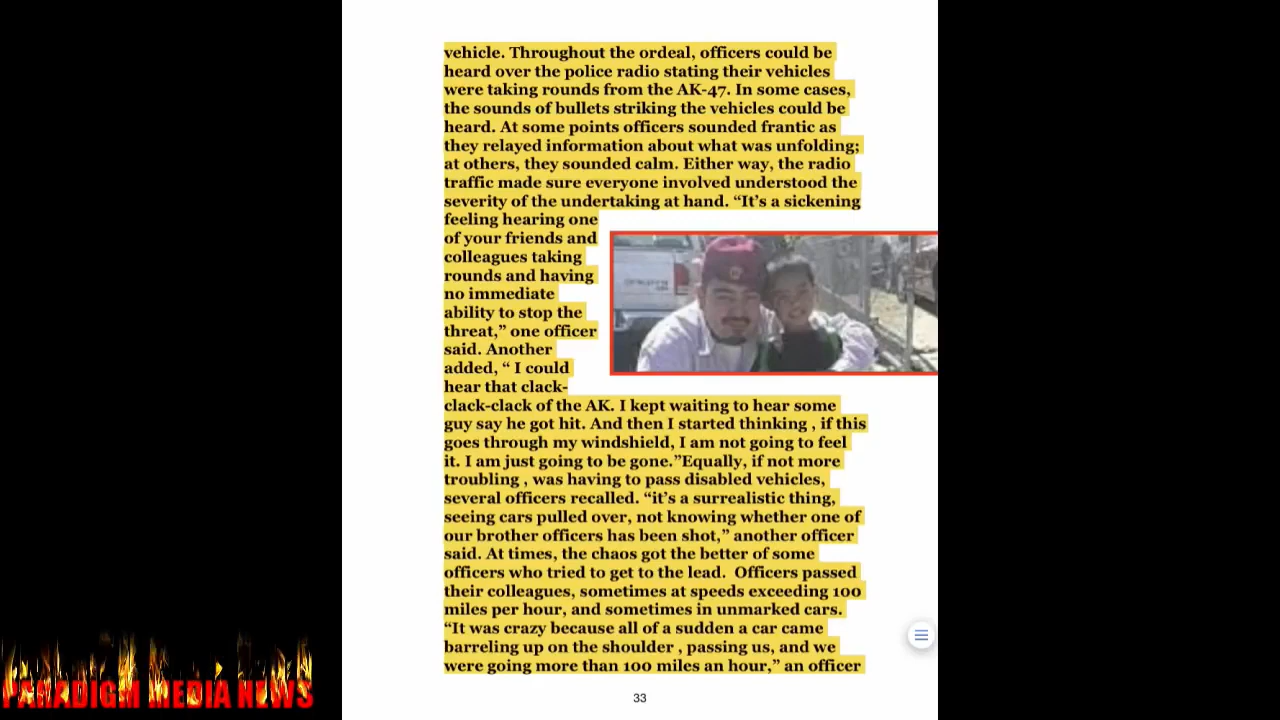 vehicle. Throughout the ordeal, officers could be
heard over the police radio stating their vehicles
were taking rounds from the AK-47. In some cases,
the sounds of bullets striking the vehicles could be
heard. At some points officers sounded frantic as
they relayed information about what was unfolding;
at others, they sounded calm. Either way, the radio
traffic made sure everyone involved understood the
severity of the undertaking at hand. “It’s a sickening
feeling hearing one
of your friends and
colleagues taking
rounds and having
no immediate
ability to stop the
threat,” one officer
said. Another
added, “ I could
hear that clack-
clack-clack of the AK. I kept waiting to hear some
guy say he got hit. And then I started thinking , if this
goes through my windshield, I am not going to feel
it. I am just going to be gone.”Equally, if not more
troubling , was having to pass disabled vehicles,
several officers recalled. “it’s a surrealistic thing,
seeing cars pulled over, not knowing whether one of
our brother officers has been shot,” another officer
said. At times, the chaos got the better of some
officers who tried to get to the lead.  Officers passed
their colleagues, sometimes at speeds exceeding 100
miles per hour, and sometimes in unmarked cars.
“It was crazy because all of a sudden a car came
barreling up on the shoulder , passing us, and we
were going more than 100 miles an hour,” an officer
33
PARADIGM MEDIA NEWS